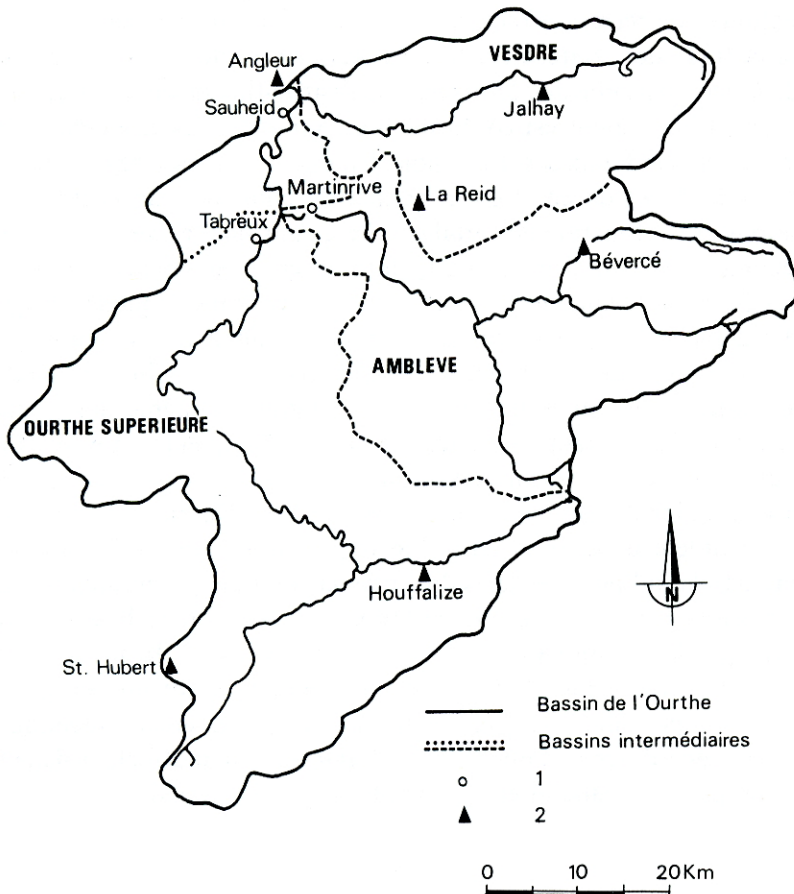 VESDRE
Angleur
Sauheid
Jalhay
Martinrive
La Reid
Tabreux
Bévercé
AMBLEVE
OURTHE SUPERIEURE
Houffalize
N
St. Hubert
Bassin de l'Ourthe
Bassins intermédiaires
1
2
0 10 20Km